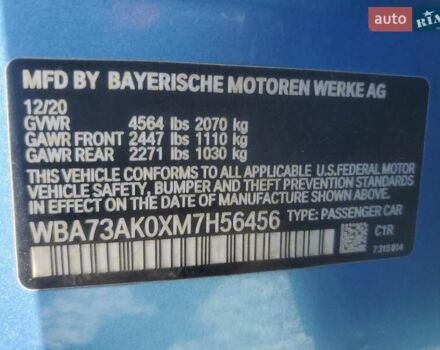 auto RIA
MFD BY BAYERISCHE MOTOREN WERKE AG
12/20
GVWR 4564 lbs 2070 kg
GAWR FRONT 2447 lbs 1110 kg
GAWR REAR 2271 lbs 1030 kg
THIS VEHICLE CONFORMS TO ALL APPLICABLE U.S.FEDERAL MOTOR
VEHICLE SAFETY, BUMPER AND THEFT PREVENTION STANDARDS
IN EFFECT ON THE DATE OF MANUFACTURE SHOWN ABOVE.
WBA73AK0XM7H56456 TYPE: PASSENGER CAR
C1R
7315814